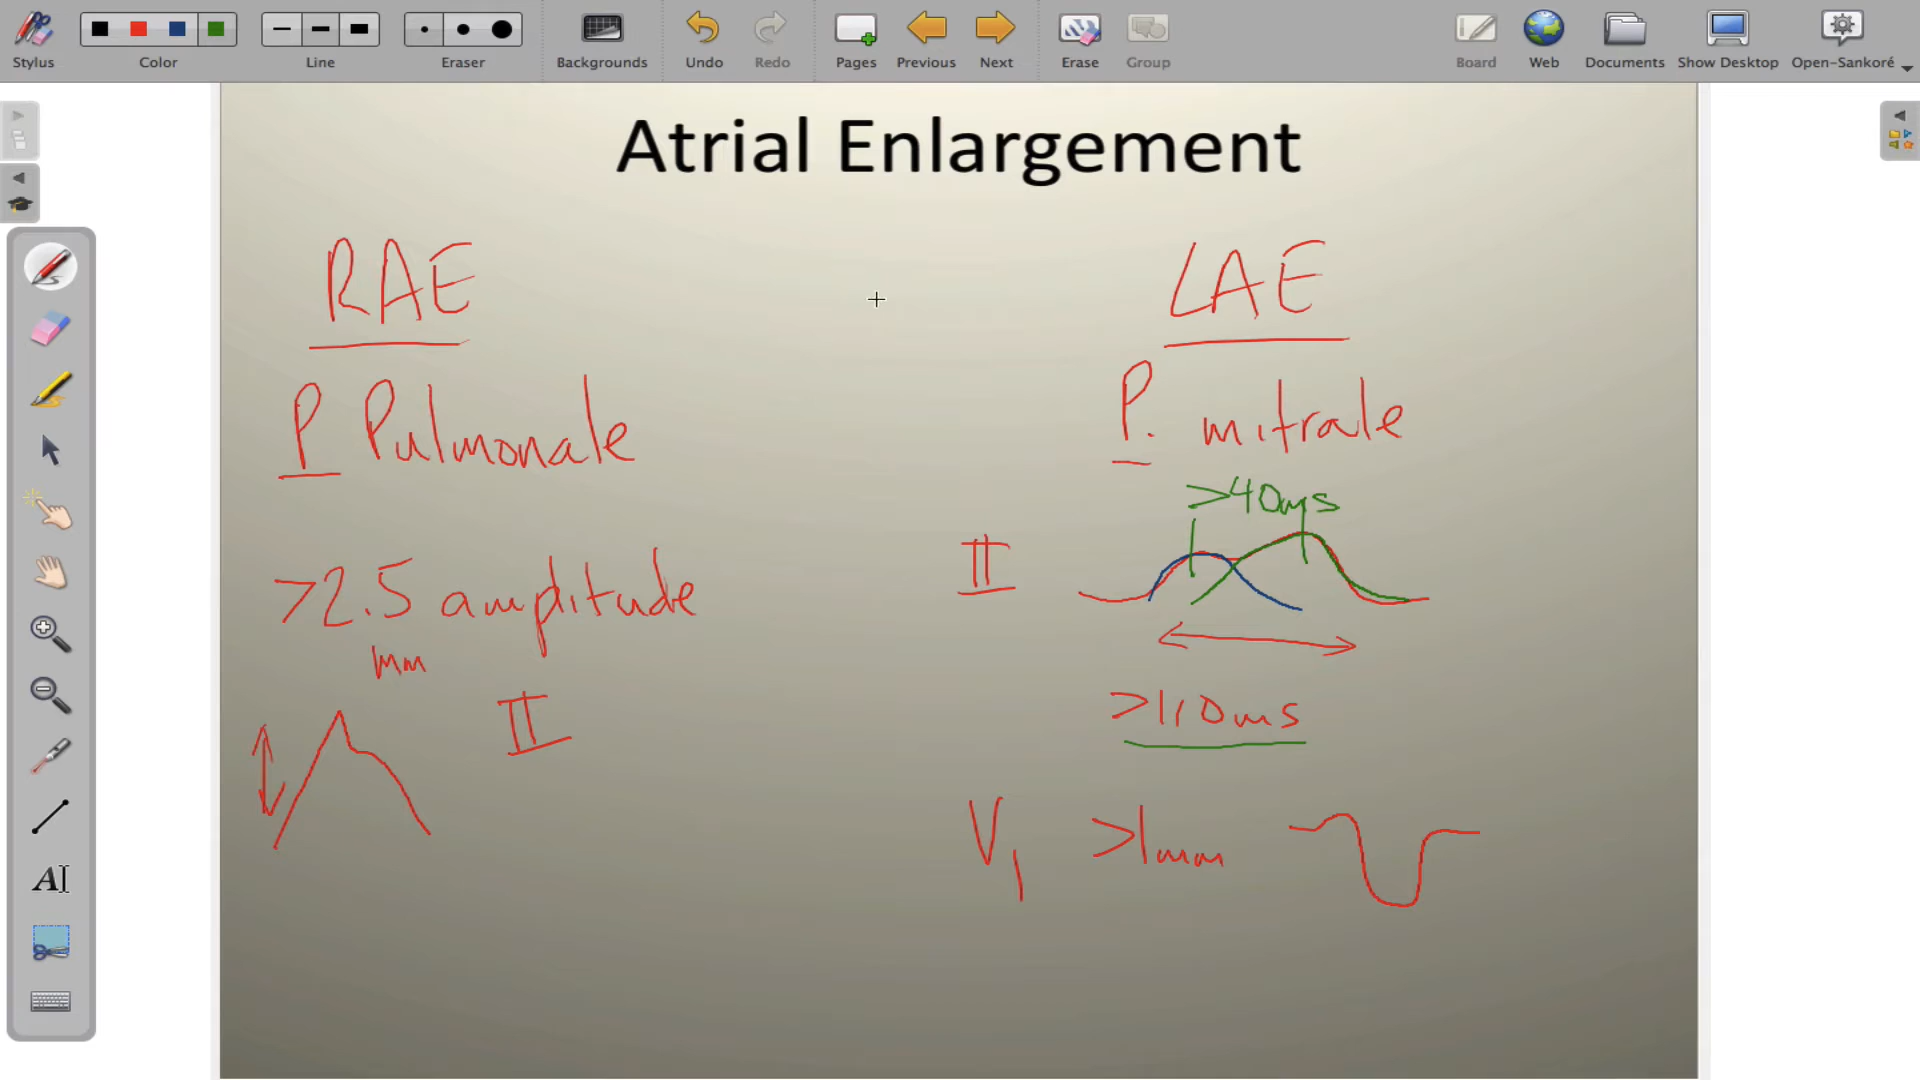 Stylus Color Line Eraser Backgrounds Undo Redo Pages Previous Next Erase Group Board Web Documents Show Desktop Open-Sankoré
Atrial Enlargement
RAE
P Pulmonale
>2.5 amplitude
mm
II
LAE
P. mitrale
>40ms
II
>110ms
V1 >1mm